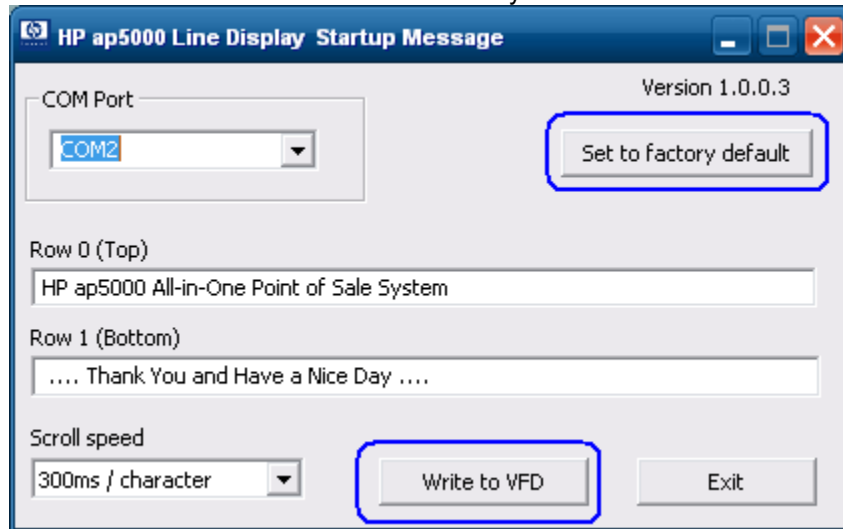 HP ap5000 Line Display Startup Message
Version 1.0.0.3
COM Port
COM2
Set to factory default
Row 0 (Top)
HP ap5000 All-in-One Point of Sale System
Row 1 (Bottom)
.... Thank You and Have a Nice Day ....
Scroll speed
300ms / character
Write to VFD
Exit